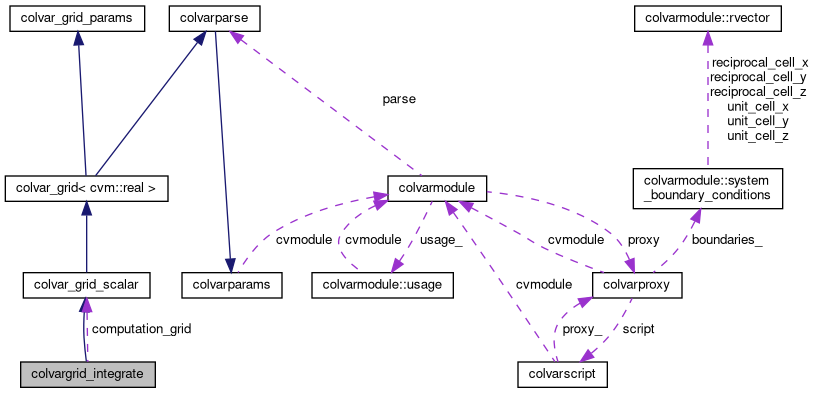 colvar_grid_params
colvarparse
colvarmodule::rvector
reciprocal_cell_x
reciprocal_cell_y
reciprocal_cell_z
unit_cell_x
unit_cell_y
unit_cell_z
parse
colvar_grid< cvm::real >
colvarmodule
colvarmodule::system
_boundary_conditions
cvmodule
cvmodule
usage_
cvmodule
proxy
boundaries_
colvar_grid_scalar
colvarparams
colvarmodule::usage
cvmodule
colvarproxy
computation_grid
proxy_
script
colvargrid_integrate
colvarscript